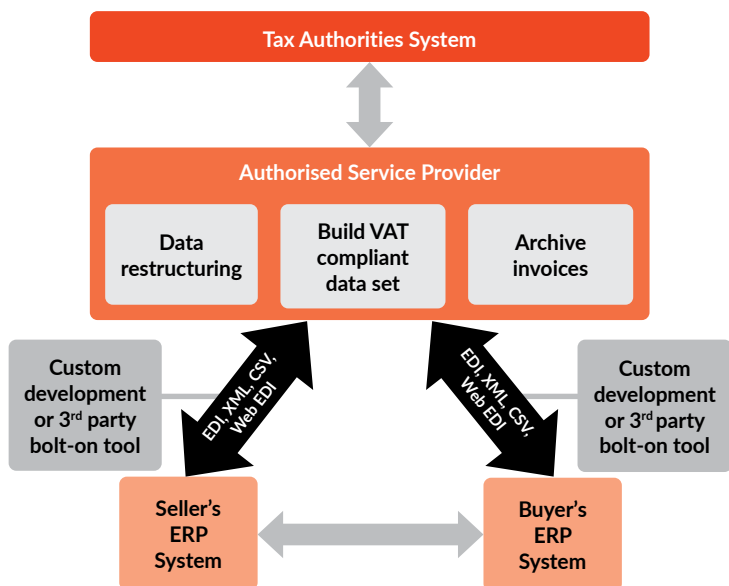 Tax Authorities System
Authorised Service Provider
Data
restructuring
Build VAT
compliant
data set
Archive
invoices
Custom
development
or 3rd party
bolt-on tool
EDI, XML, CSV,
Web EDI
EDI, XML, CSV,
Web EDI
Custom
development
or 3rd party
bolt-on tool
Seller’s
ERP
System
Buyer’s
ERP
System